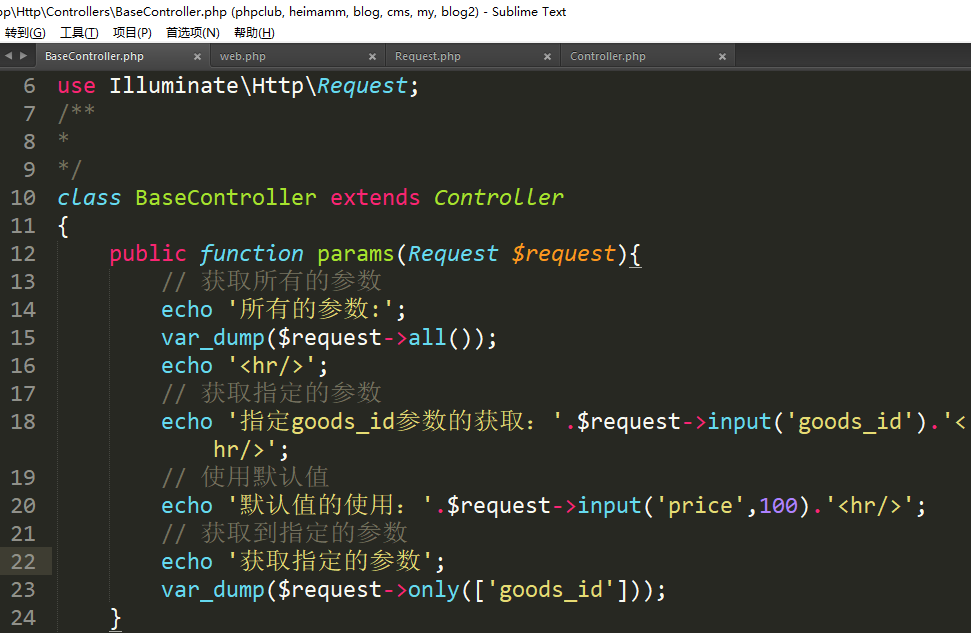 op\Http\Controllers\BaseController.php (phpclub, heimamm, blog, cms, my, blog2) - Sublime Text
转到(G) 工具(T) 项目(P) 首选项(N) 帮助(H)
BaseController.php × web.php × Request.php × Controller.php ×
6 use Illuminate\Http\Request;
7 /**
8 *
9 */
10 class BaseController extends Controller
11 {
12 public function params(Request $request){
13 // 获取所有的参数
14 echo '所有的参数:';
15 var_dump($request->all());
16 echo '<hr/>';
17 // 获取指定的参数
18 echo '指定goods_id参数的获取：'.$request->input('goods_id').'<
hr/>';
19 // 使用默认值
20 echo '默认值的使用：'.$request->input('price',100).'<hr/>';
21 // 获取到指定的参数
22 echo '获取指定的参数';
23 var_dump($request->only(['goods_id']));
24 }